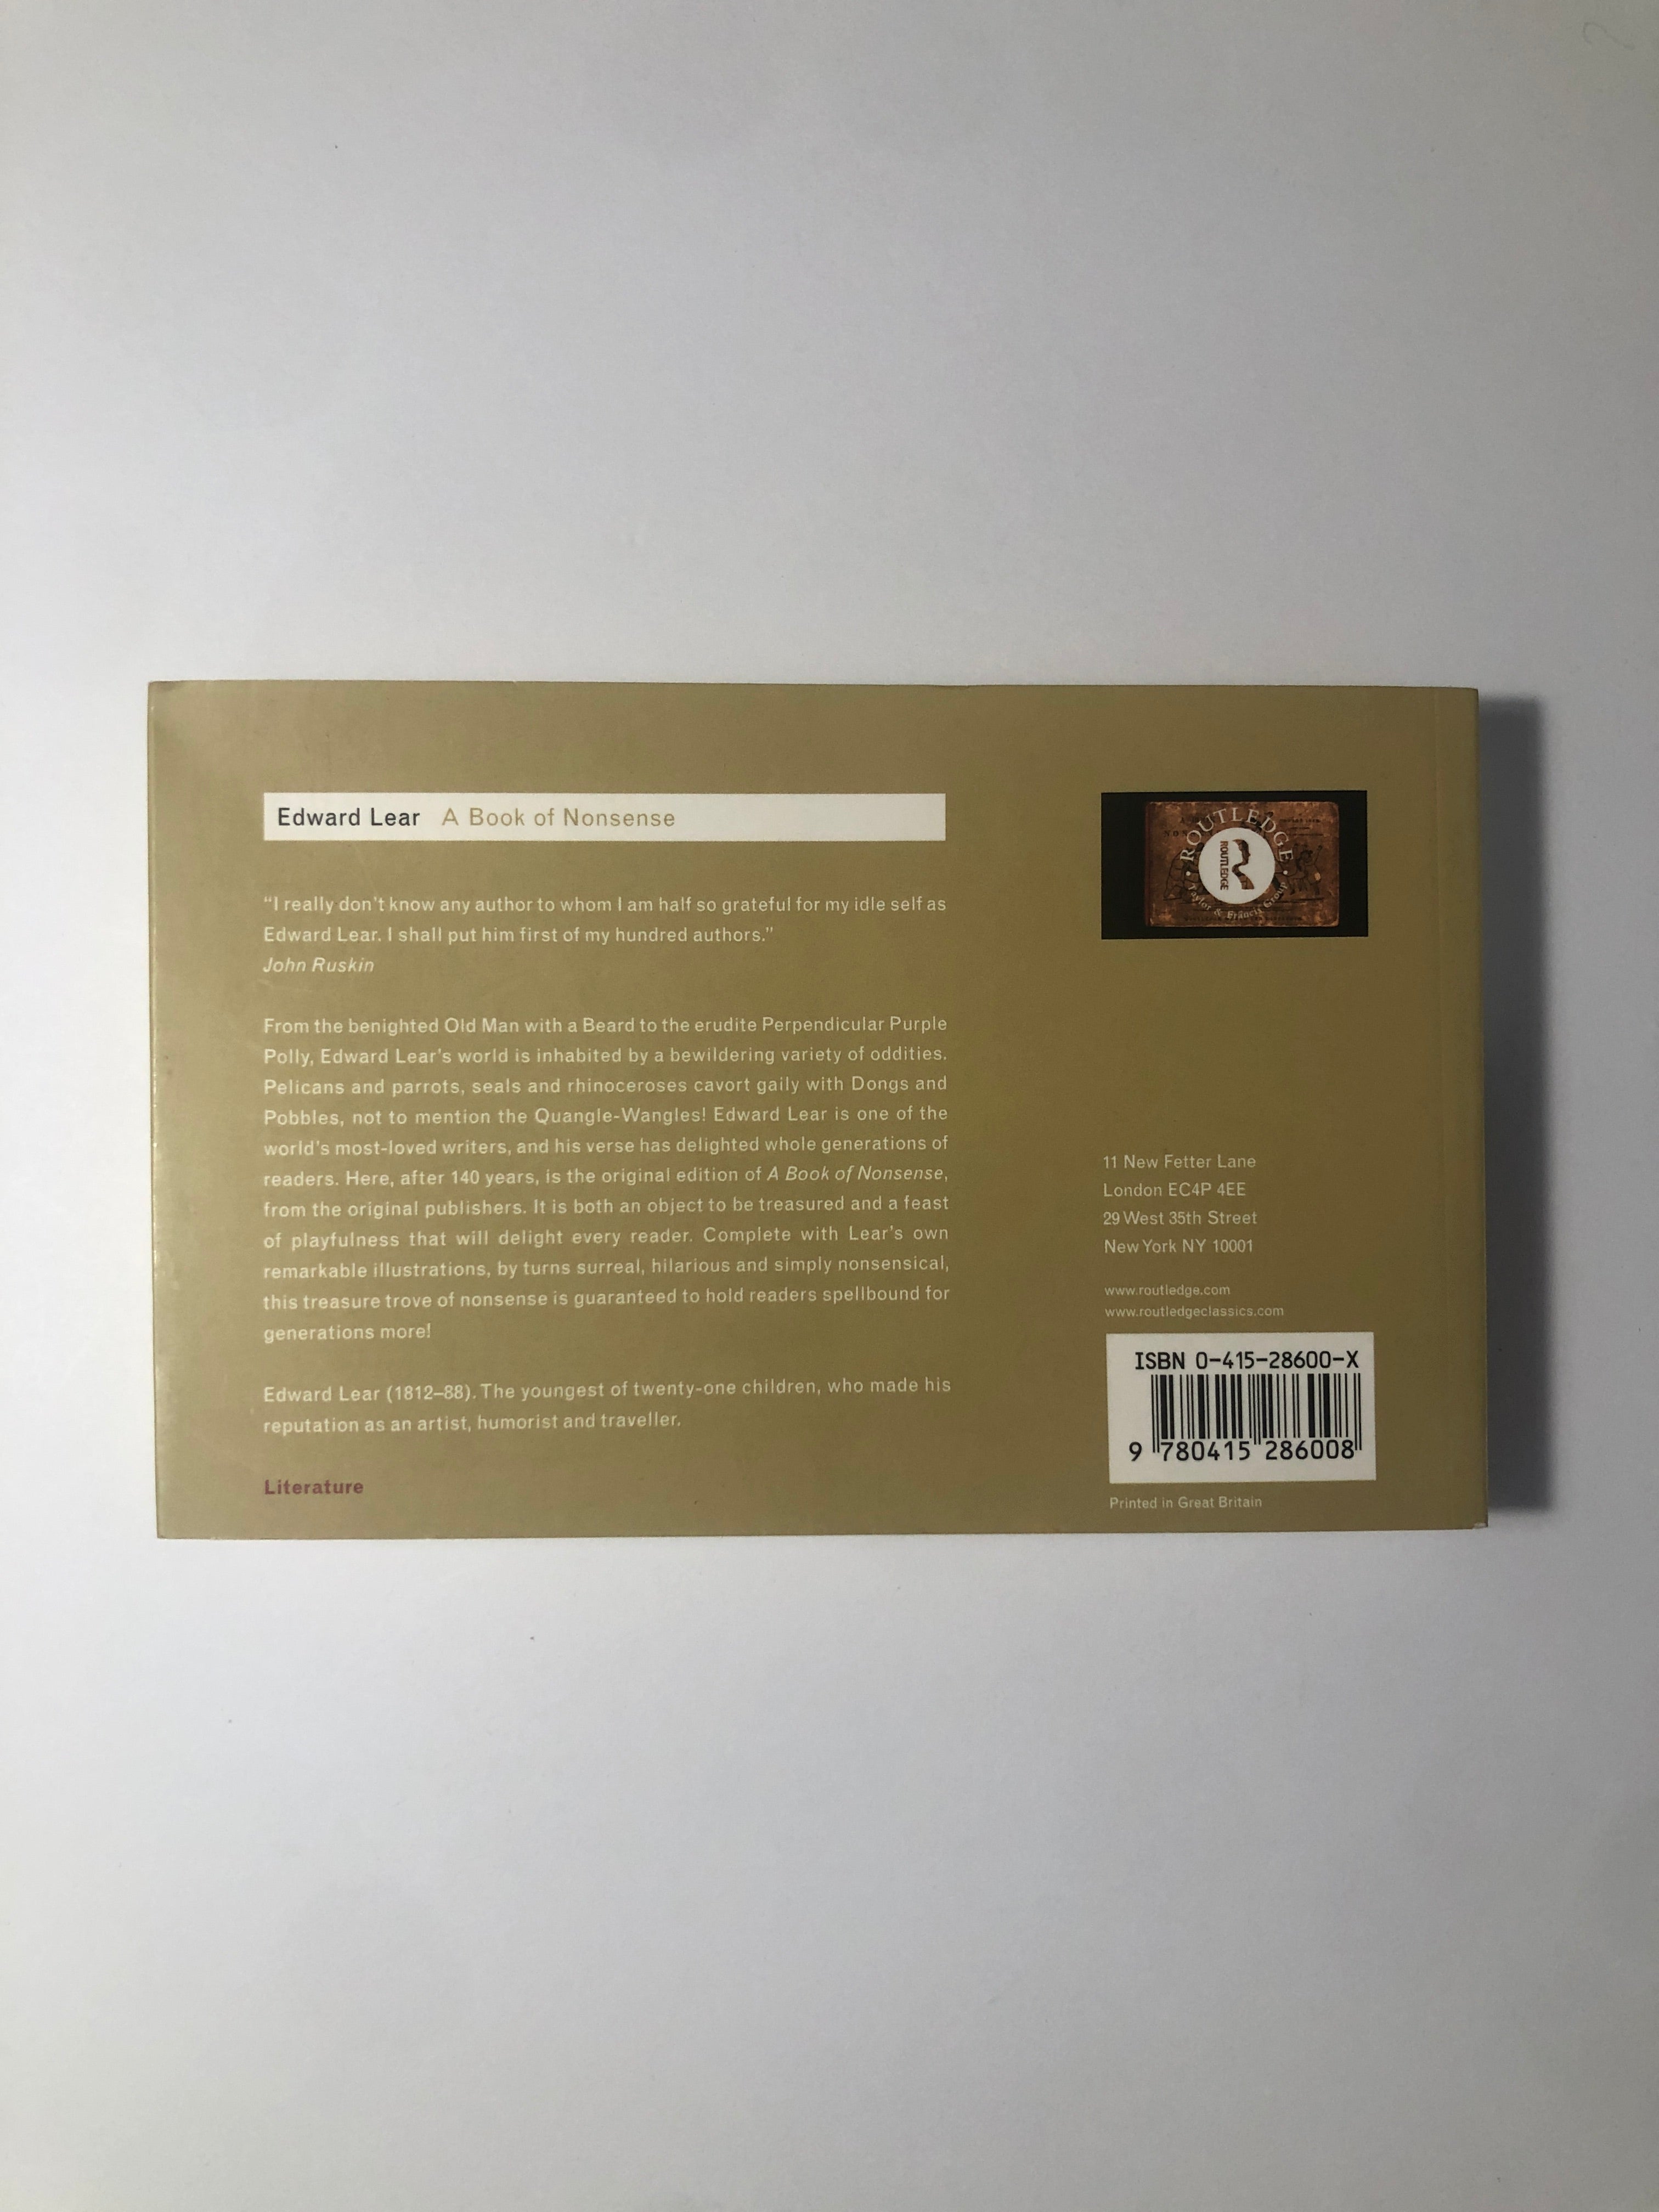 Edward Lear A Book of Nonsense
“I really don’t know any author to whom I am half so grateful for my idle self as
Edward Lear. I shall put him first of my hundred authors.”
John Ruskin
From the benighted Old Man with a Beard to the erudite Perpendicular Purple
Polly, Edward Lear’s world is inhabited by a bewildering variety of oddities.
Pelicans and parrots, seals and rhinoceroses cavort gaily with Dongs and
Pobbles, not to mention the Quangle-Wangles! Edward Lear is one of the
world’s most-loved writers, and his verse has delighted whole generations of
readers. Here, after 140 years, is the original edition of A Book of Nonsense,
from the original publishers. It is both an object to be treasured and a feast
of playfulness that will delight every reader. Complete with Lear’s own
remarkable illustrations, by turns surreal, hilarious and simply nonsensical,
this treasure trove of nonsense is guaranteed to hold readers spellbound for
generations more!
Edward Lear (1812–88). The youngest of twenty-one children, who made his
reputation as an artist, humorist and traveller.
Literature
ROUTLEDGE
ROUTLEDGE
Taylor & Francis Group
11 New Fetter Lane
London EC4P 4EE
29 West 35th Street
New York NY 10001
www.routledge.com
www.routledgeclassics.com
ISBN 0-415-28600-X
9 780415 286008
Printed in Great Britain